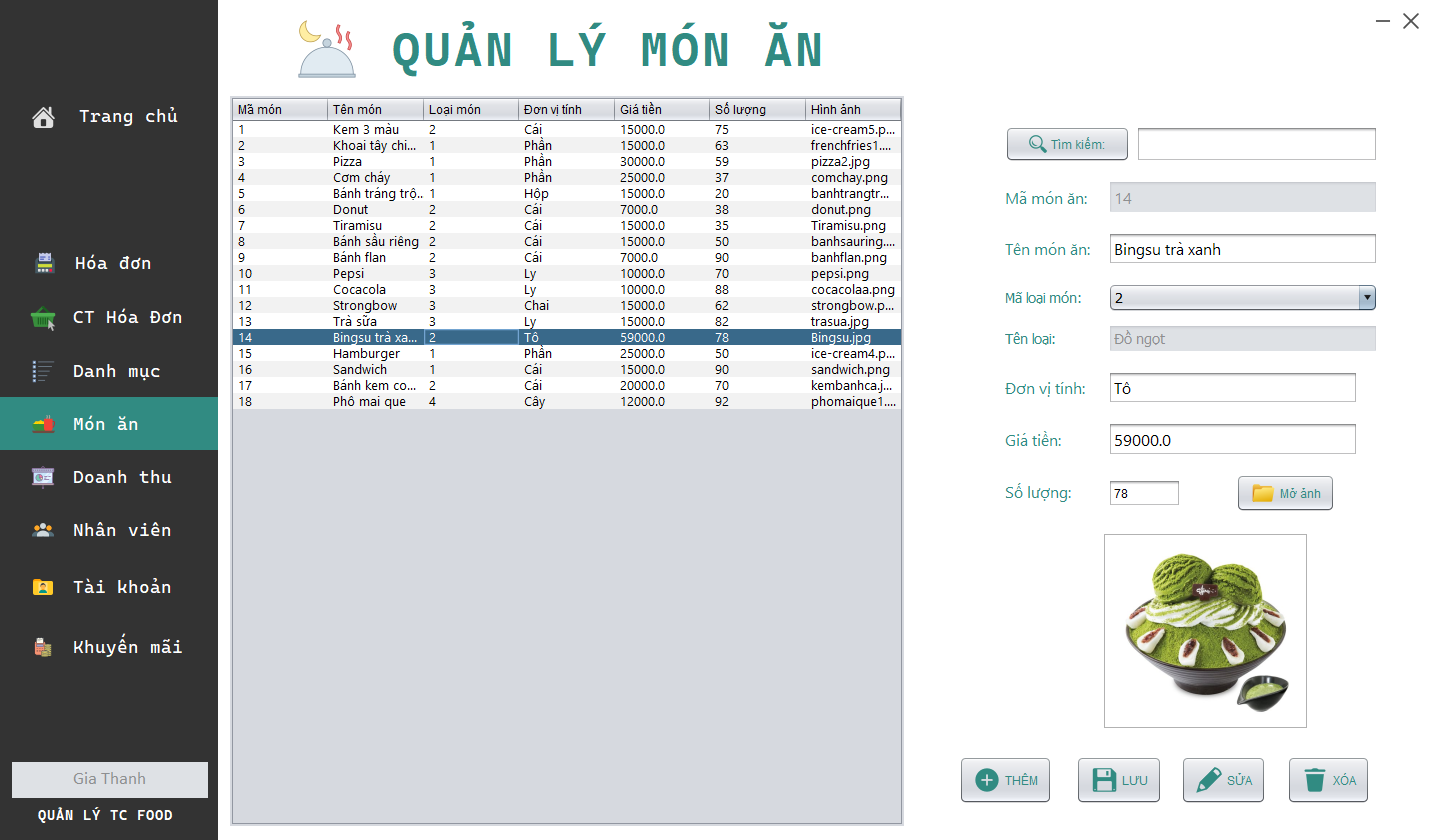 QUẢN LÝ MÓN ĂN
Trang chủ
Hóa đơn
CT Hóa Đơn
Danh mục
Món ăn
Doanh thu
Nhân viên
Tài khoản
Khuyến mãi
Gia Thanh
QUẢN LÝ TC FOOD
Mã món Tên món Loại món Đơn vị tính Giá tiền Số lượng Hình ảnh
1 Kem 3 màu 2 Cái 15000.0 75 ice-cream5.p...
2 Khoai tây chi... 1 Phần 15000.0 63 frenchfries1....
3 Pizza 1 Phần 30000.0 59 pizza2.jpg
4 Cơm cháy 1 Phần 25000.0 37 comchay.png
5 Bánh tráng trộ... 1 Hộp 15000.0 20 banhtrangtr...
6 Donut 2 Cái 7000.0 38 donut.png
7 Tiramisu 2 Cái 15000.0 35 Tiramisu.png
8 Bánh sầu riêng 2 Cái 15000.0 50 banhsauring....
9 Bánh flan 2 Cái 7000.0 90 banhflan.png
10 Pepsi 3 Ly 10000.0 70 pepsi.png
11 Cocacola 3 Ly 10000.0 88 cocacolaa.png
12 Strongbow 3 Chai 15000.0 62 strongbow.p...
13 Trà sữa 3 Ly 15000.0 82 trasua.jpg
14 Bingsu trà xa... 2 Tô 59000.0 78 Bingsu.jpg
15 Hamburger 1 Phần 25000.0 50 ice-cream4.p...
16 Sandwich 1 Cái 15000.0 90 sandwich.png
17 Bánh kem co... 2 Cái 20000.0 70 kembanhca.j...
18 Phô mai que 4 Cây 12000.0 92 phomaique1....
Tìm kiếm:
Mã món ăn: 14
Tên món ăn: Bingsu trà xanh
Mã loại món: 2
Tên loại: Đồ ngọt
Đơn vị tính: Tô
Giá tiền: 59000.0
Số lượng: 78 Mở ảnh
THÊM LƯU SỬA XÓA